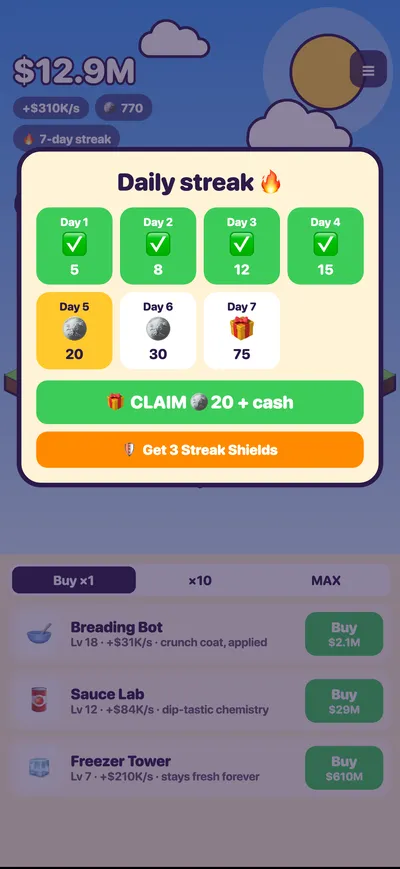 $12.9M
+$310K/s
770
7-day streak
Daily streak
Day 1
Day 2
Day 3
Day 4
5
8
12
15
Day 5
Day 6
Day 7
20
30
75
CLAIM 20 + cash
Get 3 Streak Shields
Buy ×1
×10
MAX
Breading Bot
Lv 18 · +$31K/s · crunch coat, applied
Buy
$2.1M
Sauce Lab
Lv 12 · +$84K/s · dip-tastic chemistry
Buy
$29M
Freezer Tower
Lv 7 · +$210K/s · stays fresh forever
Buy
$610M